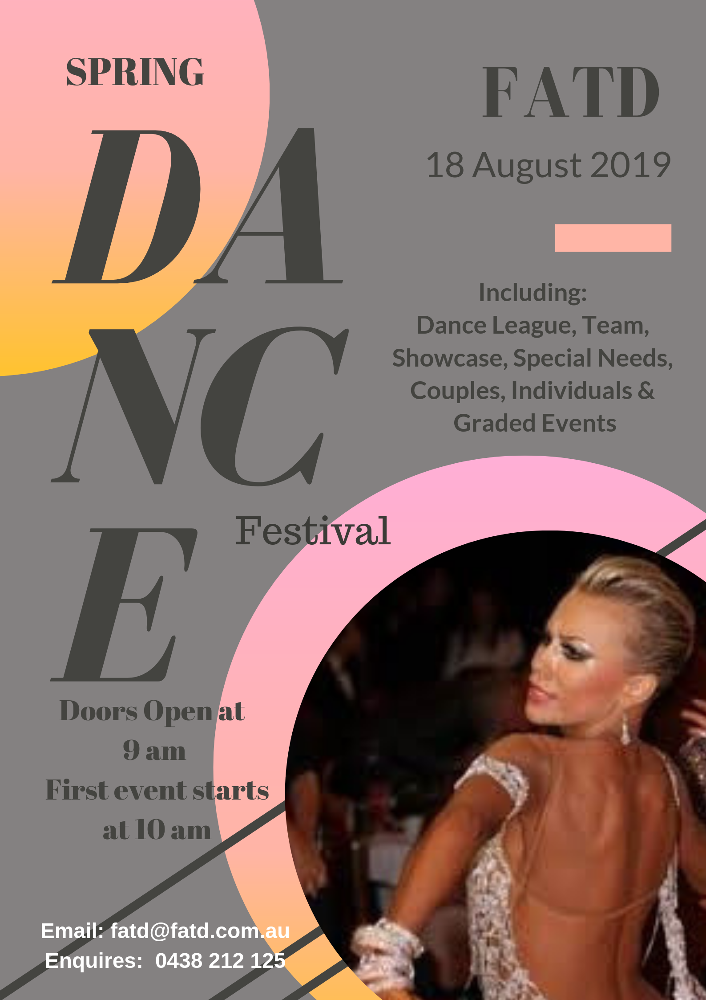 SPRING
DA
NC
E
Festival
FATD
18 August 2019
Including:
Dance League, Team,
Showcase, Special Needs,
Couples, Individuals &
Graded Events
Doors Open at
9 am
First event starts
at 10 am
Email: fatd@fatd.com.au
Enquires:  0438 212 125